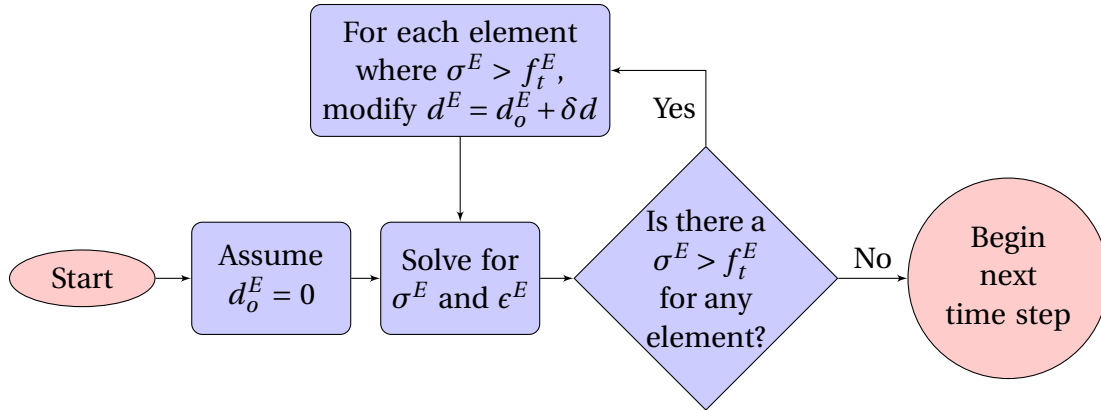 For each element
where σ^E > f_t^E,
modify d^E = d_o^E + δd
Yes
Start
Assume
d_o^E = 0
Solve for
σ^E and ϵ^E
Is there a
σ^E > f_t^E
for any
element?
No
Begin
next
time step